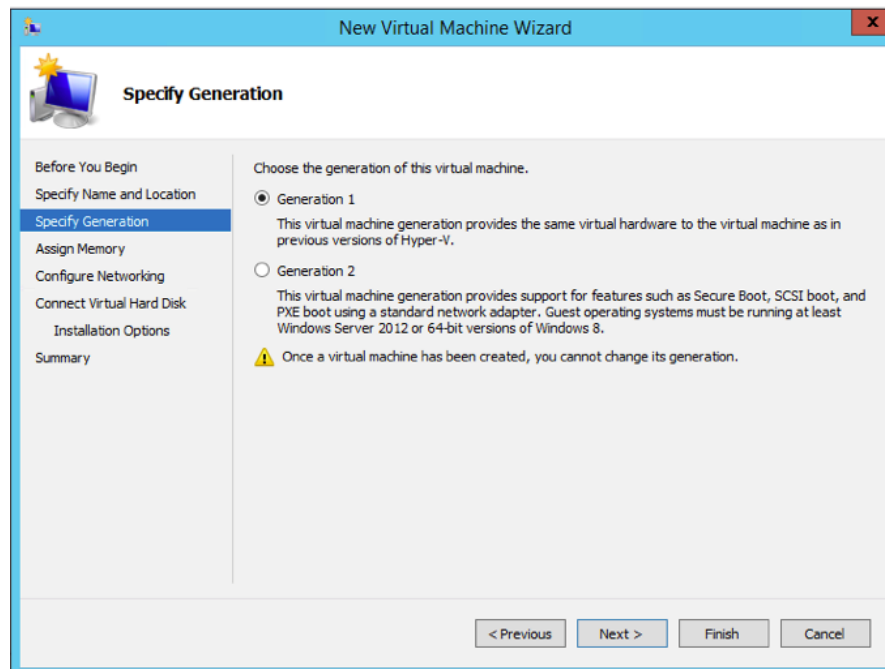 New Virtual Machine Wizard
x
Specify Generation
Before You Begin
Specify Name and Location
Specify Generation
Assign Memory
Configure Networking
Connect Virtual Hard Disk
Installation Options
Summary
Choose the generation of this virtual machine.
Generation 1
This virtual machine generation provides the same virtual hardware to the virtual machine as in
previous versions of Hyper-V.
Generation 2
This virtual machine generation provides support for features such as Secure Boot, SCSI boot, and
PXE boot using a standard network adapter. Guest operating systems must be running at least
Windows Server 2012 or 64-bit versions of Windows 8.
Once a virtual machine has been created, you cannot change its generation.
< Previous
Next >
Finish
Cancel